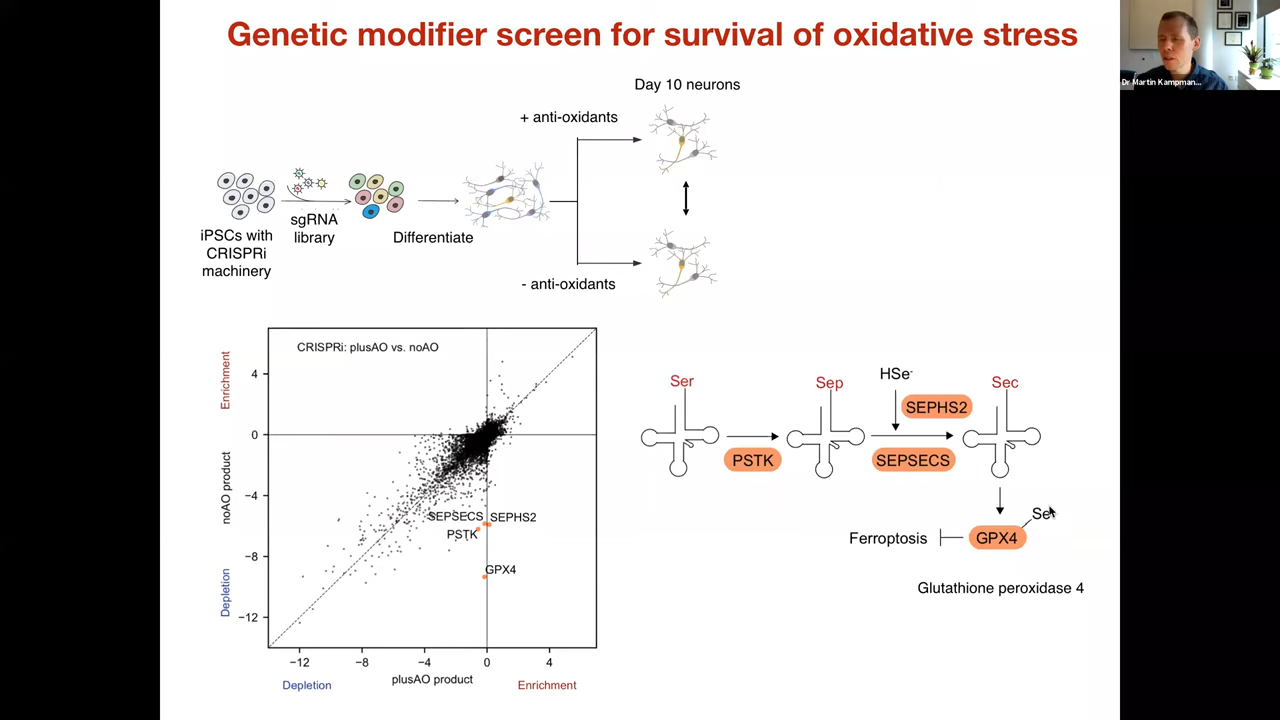 Genetic modifier screen for survival of oxidative stress
Dr Martin Kampman...
Day 10 neurons
+ anti-oxidants
sgRNA
library
iPSCs with
CRISPRi
machinery
Differentiate
- anti-oxidants
CRISPRi: plusAO vs. noAO
Enrichment
noAO product
Depletion
4
0
−4
−8
−12
SEPSECS
SEPHS2
PSTK
GPX4
−12
−8
−4
0
4
Depletion
plusAO product
Enrichment
Ser
Sep
HSe-
Sec
SEPHS2
PSTK
SEPSECS
Se
Ferroptosis
GPX4
Glutathione peroxidase 4